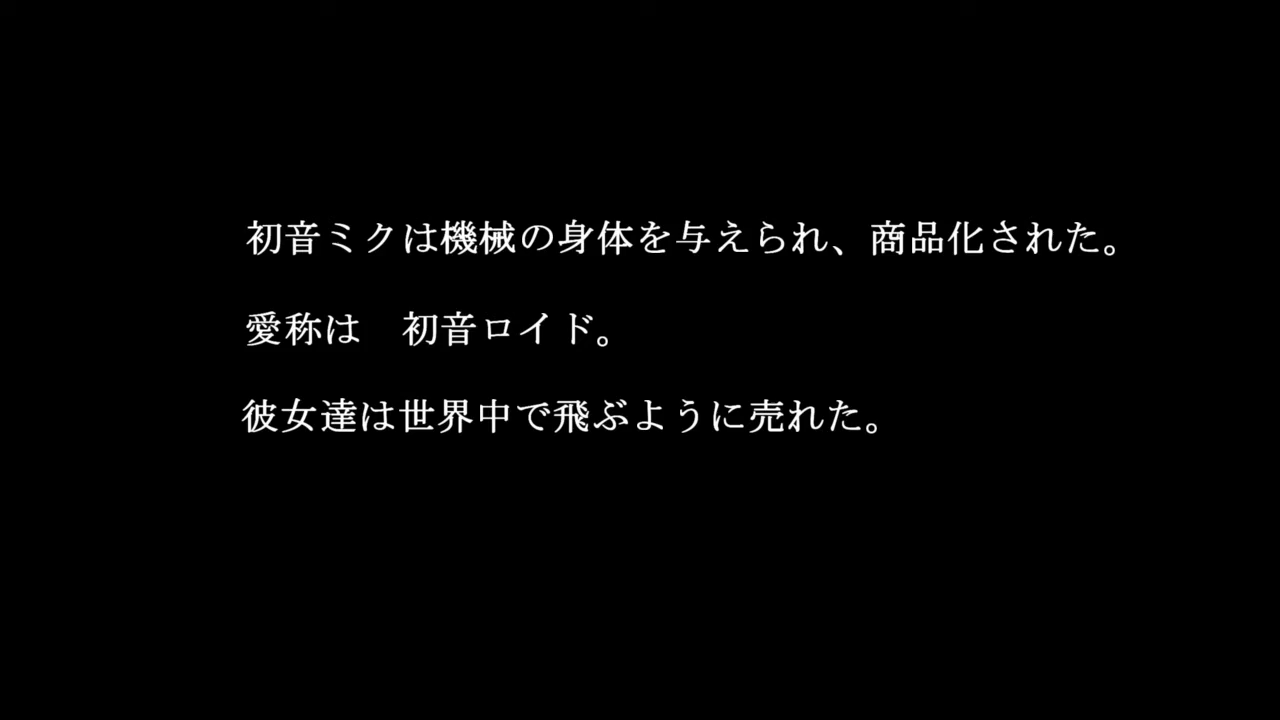 初音ミクは機械の身体を与えられ、商品化された。
愛称は　初音ロイド。
彼女達は世界中で飛ぶように売れた。